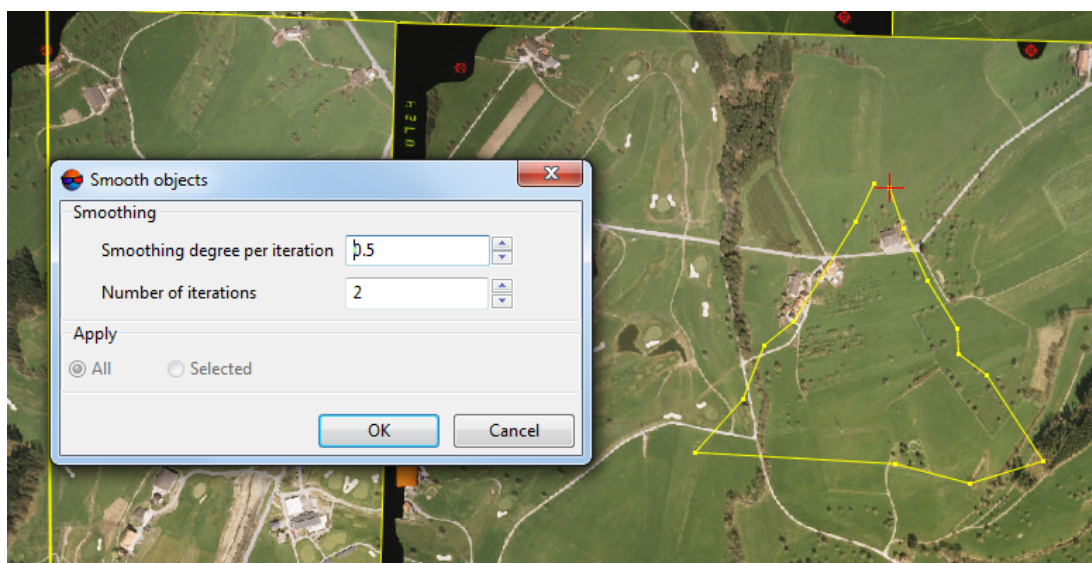 Smooth objects
Smoothing
Smoothing degree per iteration 0.5
Number of iterations 2
Apply
All Selected
OK Cancel